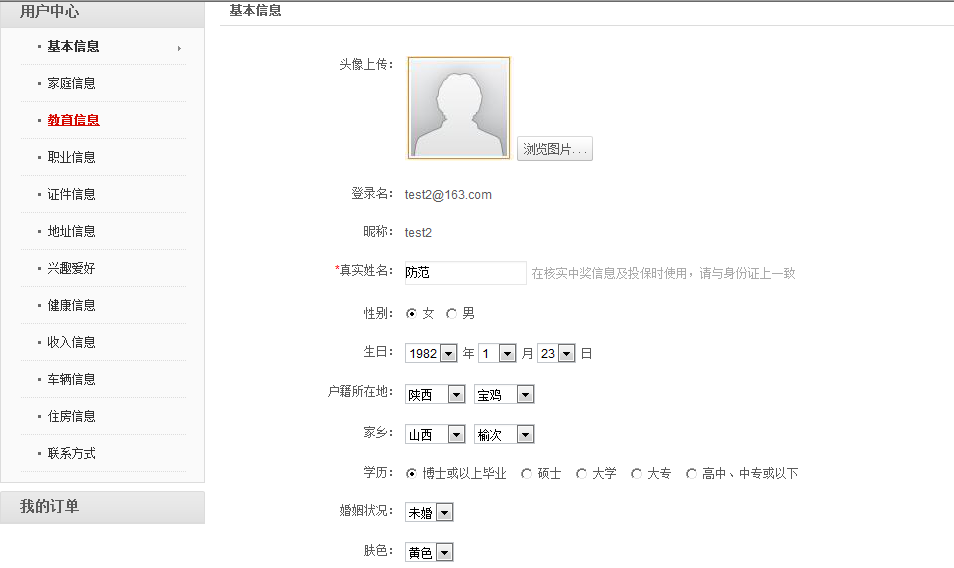 用户中心
基本信息
家庭信息
教育信息
职业信息
证件信息
地址信息
兴趣爱好
健康信息
收入信息
车辆信息
住房信息
联系方式
我的订单
基本信息
头像上传：
浏览图片...
登录名： test2@163.com
昵称： test2
*真实姓名： 防范 在核实中奖信息及投保时使用，请与身份证上一致
性别： 女 男
生日： 1982 年 1 月 23 日
户籍所在地： 陕西 宝鸡
家乡： 山西 榆次
学历： 博士或以上毕业 硕士 大学 大专 高中、中专或以下
婚姻状况： 未婚
肤色： 黄色